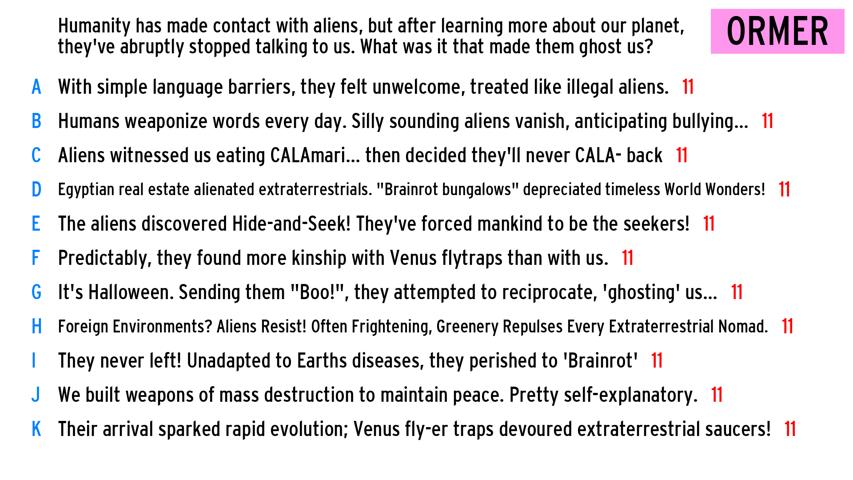 Humanity has made contact with aliens, but after learning more about our planet,
they've abruptly stopped talking to us. What was it that made them ghost us?
ORMER
A With simple language barriers, they felt unwelcome, treated like illegal aliens. 11
B Humans weaponize words every day. Silly sounding aliens vanish, anticipating bullying... 11
C Aliens witnessed us eating CALAmari... then decided they'll never CALA- back 11
D Egyptian real estate alienated extraterrestrials. "Brainrot bungalows" depreciated timeless World Wonders! 11
E The aliens discovered Hide-and-Seek! They've forced mankind to be the seekers! 11
F Predictably, they found more kinship with Venus flytraps than with us. 11
G It's Halloween. Sending them "Boo!", they attempted to reciprocate, 'ghosting' us... 11
H Foreign Environments? Aliens Resist! Often Frightening, Greenery Repulses Every Extraterrestrial Nomad. 11
I They never left! Unadapted to Earths diseases, they perished to 'Brainrot' 11
J We built weapons of mass destruction to maintain peace. Pretty self-explanatory. 11
K Their arrival sparked rapid evolution; Venus fly-er traps devoured extraterrestrial saucers! 11